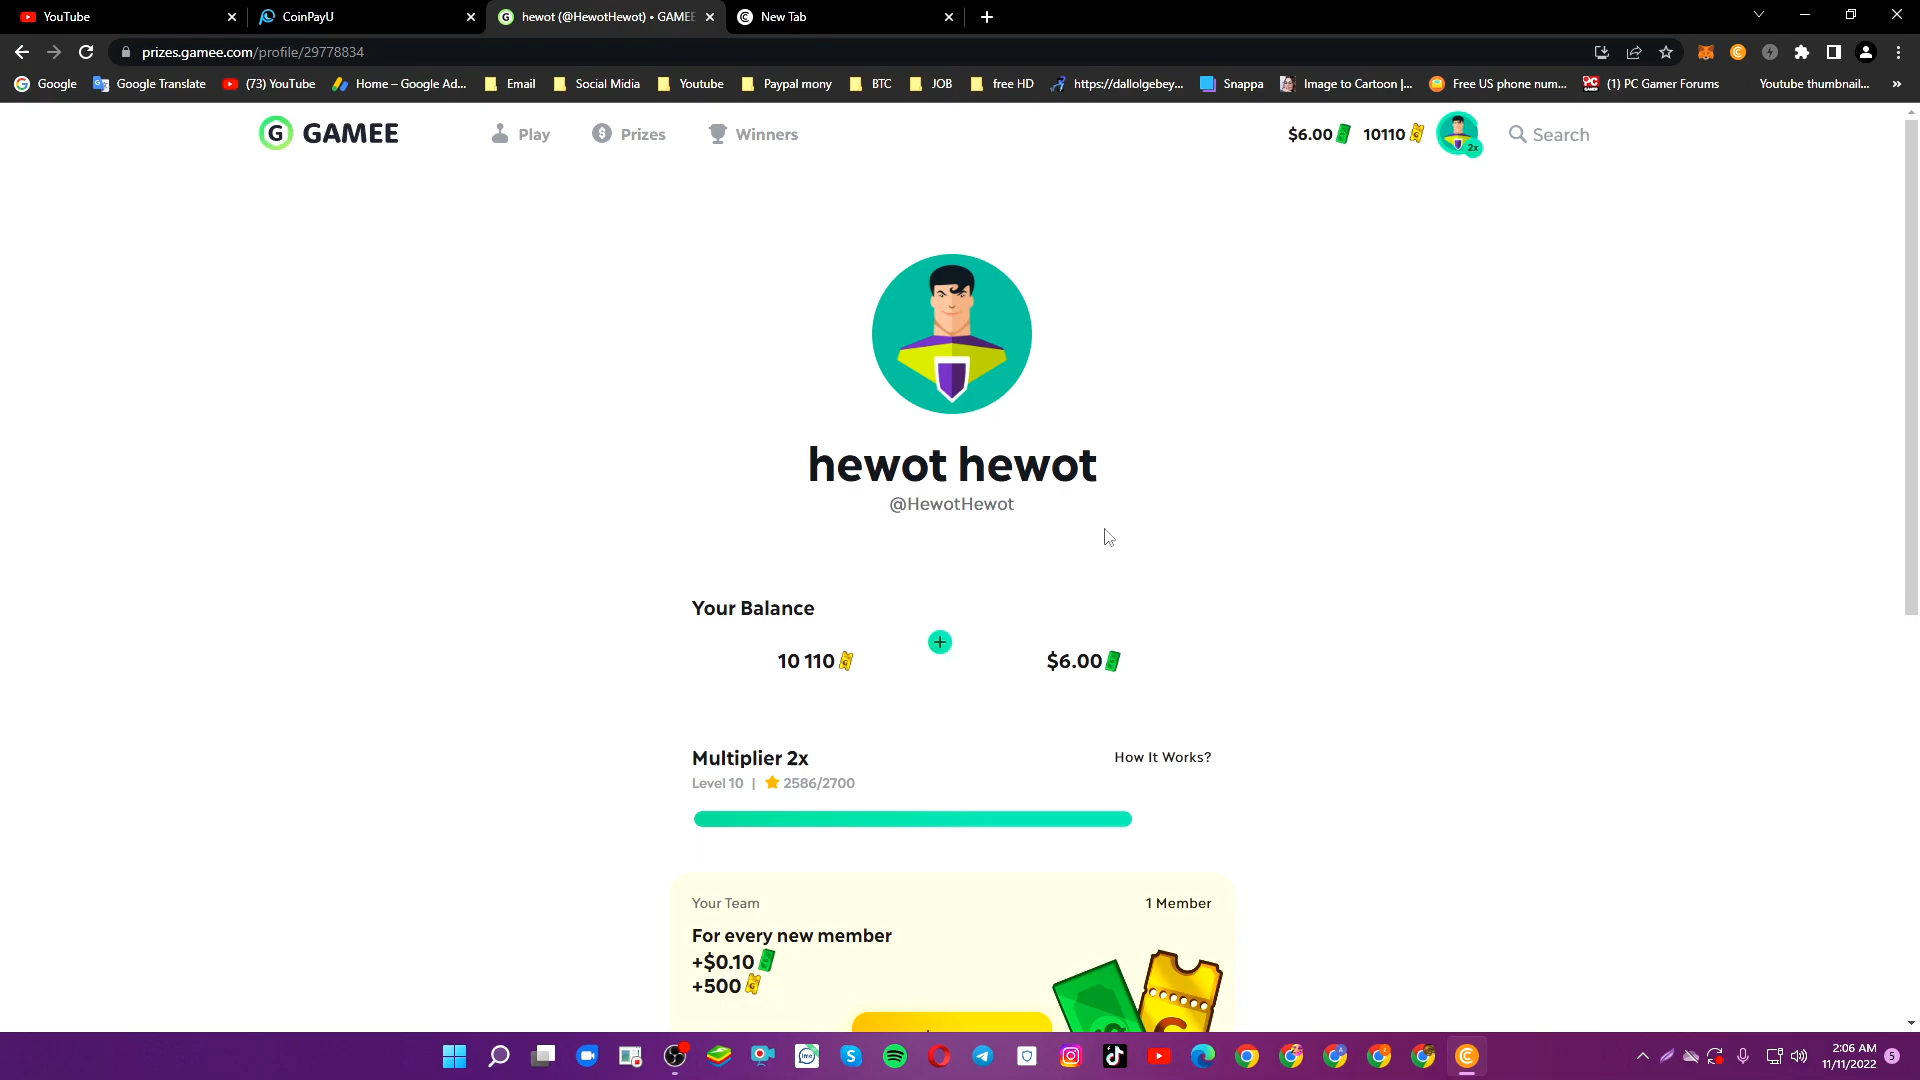 YouTube
CoinPayU
hewot (@HewotHewot) • GAMEE
New Tab
prizes.gamee.com/profile/29778834
Google
Google Translate
(73) YouTube
Home – Google Ad...
Email
Social Midia
Youtube
Paypal mony
BTC
JOB
free HD
https://dallolgebey...
Snappa
Image to Cartoon |...
Free US phone num...
(1) PC Gamer Forums
Youtube thumbnail...
»
G GAMEE
Play
Prizes
Winners
$6.00
10110
2x
Search
hewot hewot
@HewotHewot
Your Balance
10 110
$6.00
Multiplier 2x
How It Works?
Level 10 | 2586/2700
Your Team
1 Member
For every new member
+$0.10
+500
2:06 AM
11/11/2022
5